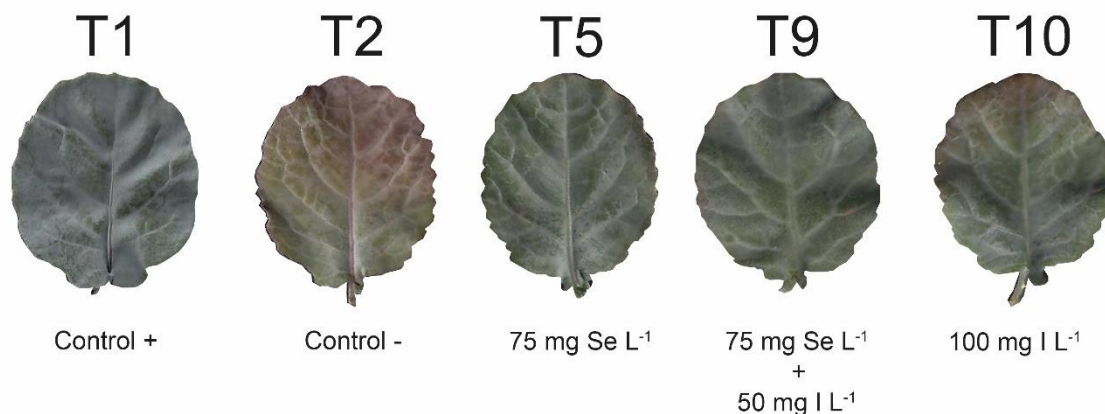 T1 T2 T5 T9 T10
Control + Control - 75 mg Se L⁻¹ 75 mg Se L⁻¹ 100 mg I L⁻¹
+
50 mg I L⁻¹